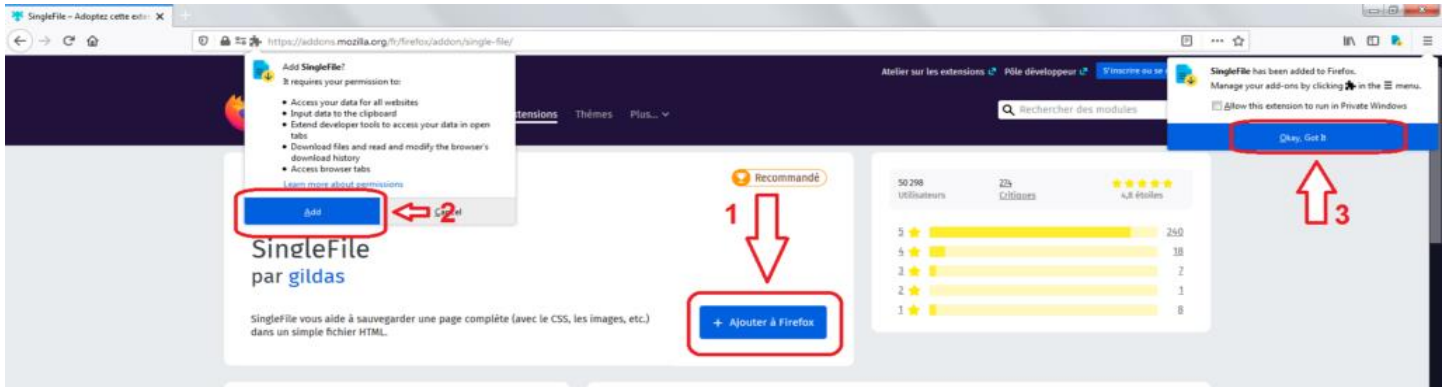 SingleFile – Adoptez cette exte
https://addons.mozilla.org/fr/firefox/addon/single-file/
Add SingleFile?
It requires your permission to:
• Access your data for all websites
• Input data to the clipboard
• Extend developer tools to access your data in open
tabs
• Download files and read and modify the browser's
download history
• Access browser tabs
Learn more about permissions
Add
Cancel
2
tensions Thèmes Plus...
Atelier sur les extensions Pôle développeur S'inscrire ou se
Rechercher des modules
SingleFile has been added to Firefox.
Manage your add-ons by clicking in the menu.
Allow this extension to run in Private Windows
Okay, Got It
3
Recommandé
1
SingleFile
par gildas
SingleFile vous aide à sauvegarder une page complète (avec le CSS, les images, etc.)
dans un simple fichier HTML.
+ Ajouter à Firefox
50 298 274
Utilisateurs Critiques 4,8 étoiles
5 240
4 18
3 7
2 1
1 8